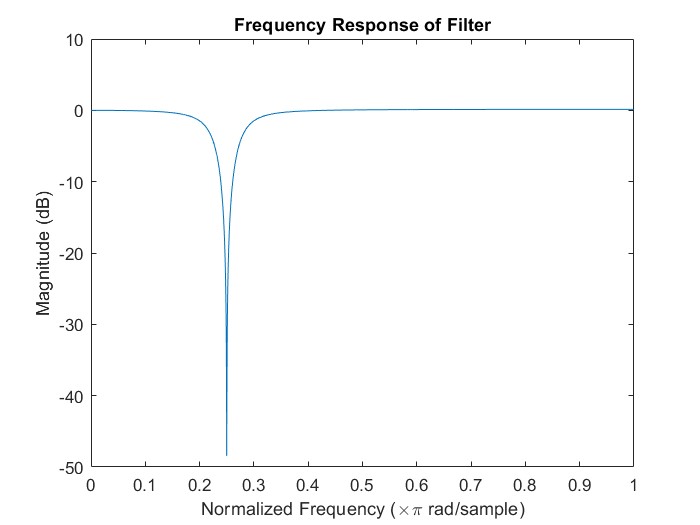 Frequency Response of Filter
10
0
-10
-20
-30
-40
-50
Magnitude (dB)
0 0.1 0.2 0.3 0.4 0.5 0.6 0.7 0.8 0.9 1
Normalized Frequency (×π rad/sample)